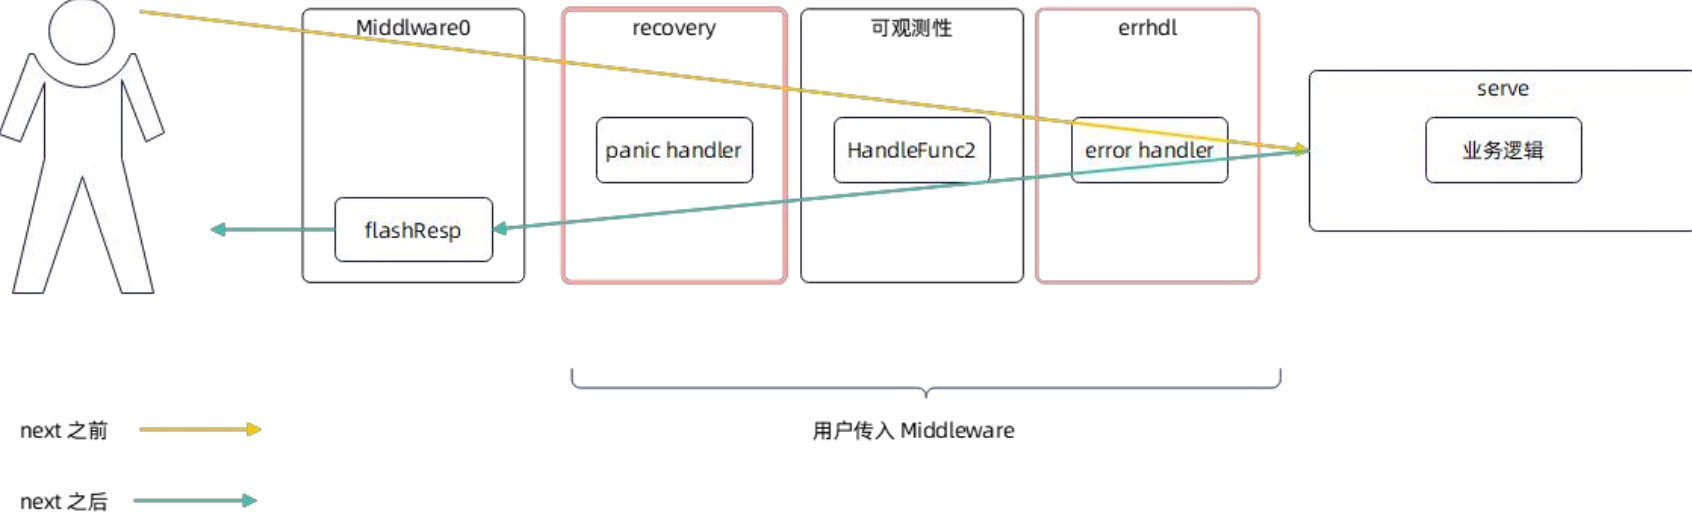 Middlware0
recovery
可观测性
errhdl
serve
panic handler
HandleFunc2
error handler
业务逻辑
flashResp
用户传入 Middleware
next 之前
next 之后